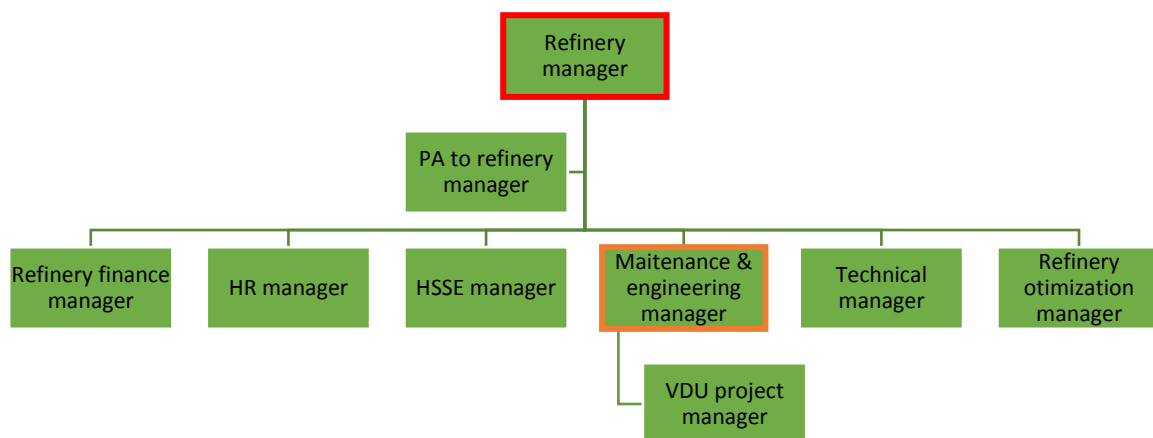 Refinery
manager
PA to refinery
manager
Refinery finance
manager
HR manager
HSSE manager
Maitenance &
engineering
manager
Technical
manager
Refinery
otimization
manager
VDU project
manager